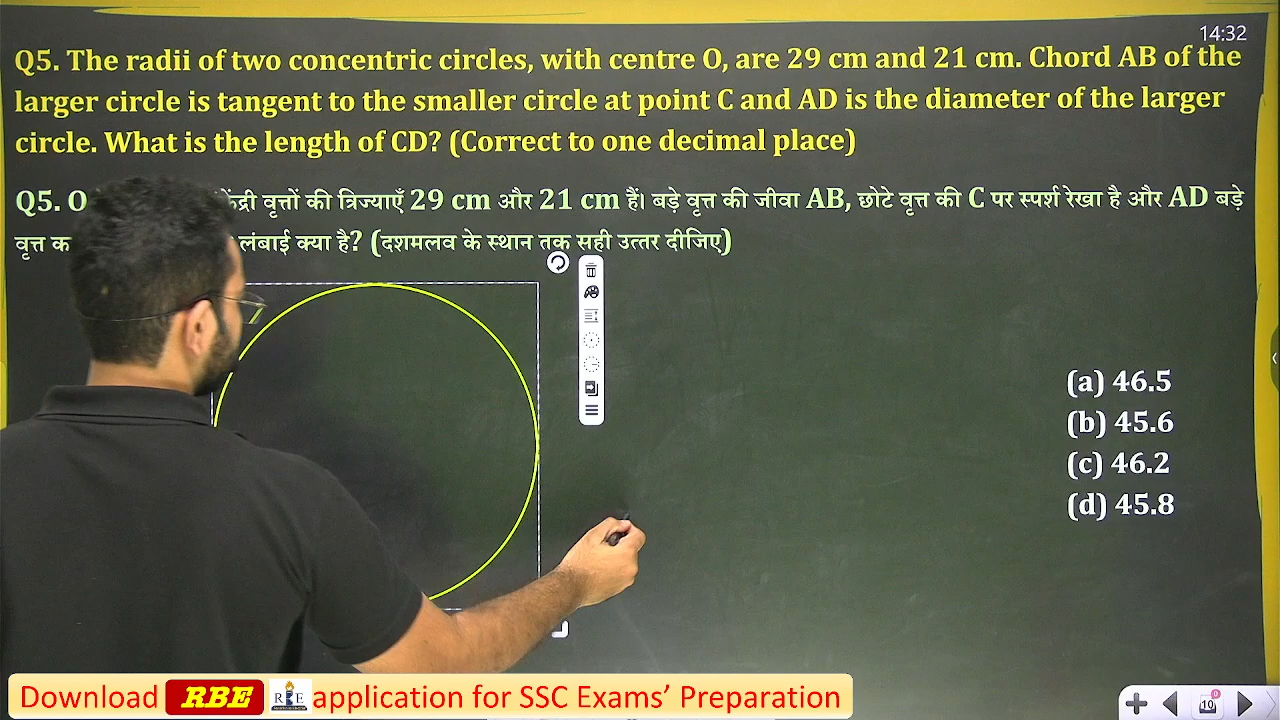 14:32
Q5. The radii of two concentric circles, with centre O, are 29 cm and 21 cm. Chord AB of the
larger circle is tangent to the smaller circle at point C and AD is the diameter of the larger
circle. What is the length of CD? (Correct to one decimal place)
Q5. O वृत्तों की त्रिज्याएँ 29 cm और 21 cm हैं। बड़े वृत्त की जीवा AB, छोटे वृत्त की C पर स्पर्श रेखा है और AD बड़े
वृत्त लंबाई क्या है? (दशमलव के स्थान तक सही उत्तर दीजिए)
(a) 46.5
(b) 45.6
(c) 46.2
(d) 45.8
Download RBE RBE application for SSC Exams’ Preparation
10